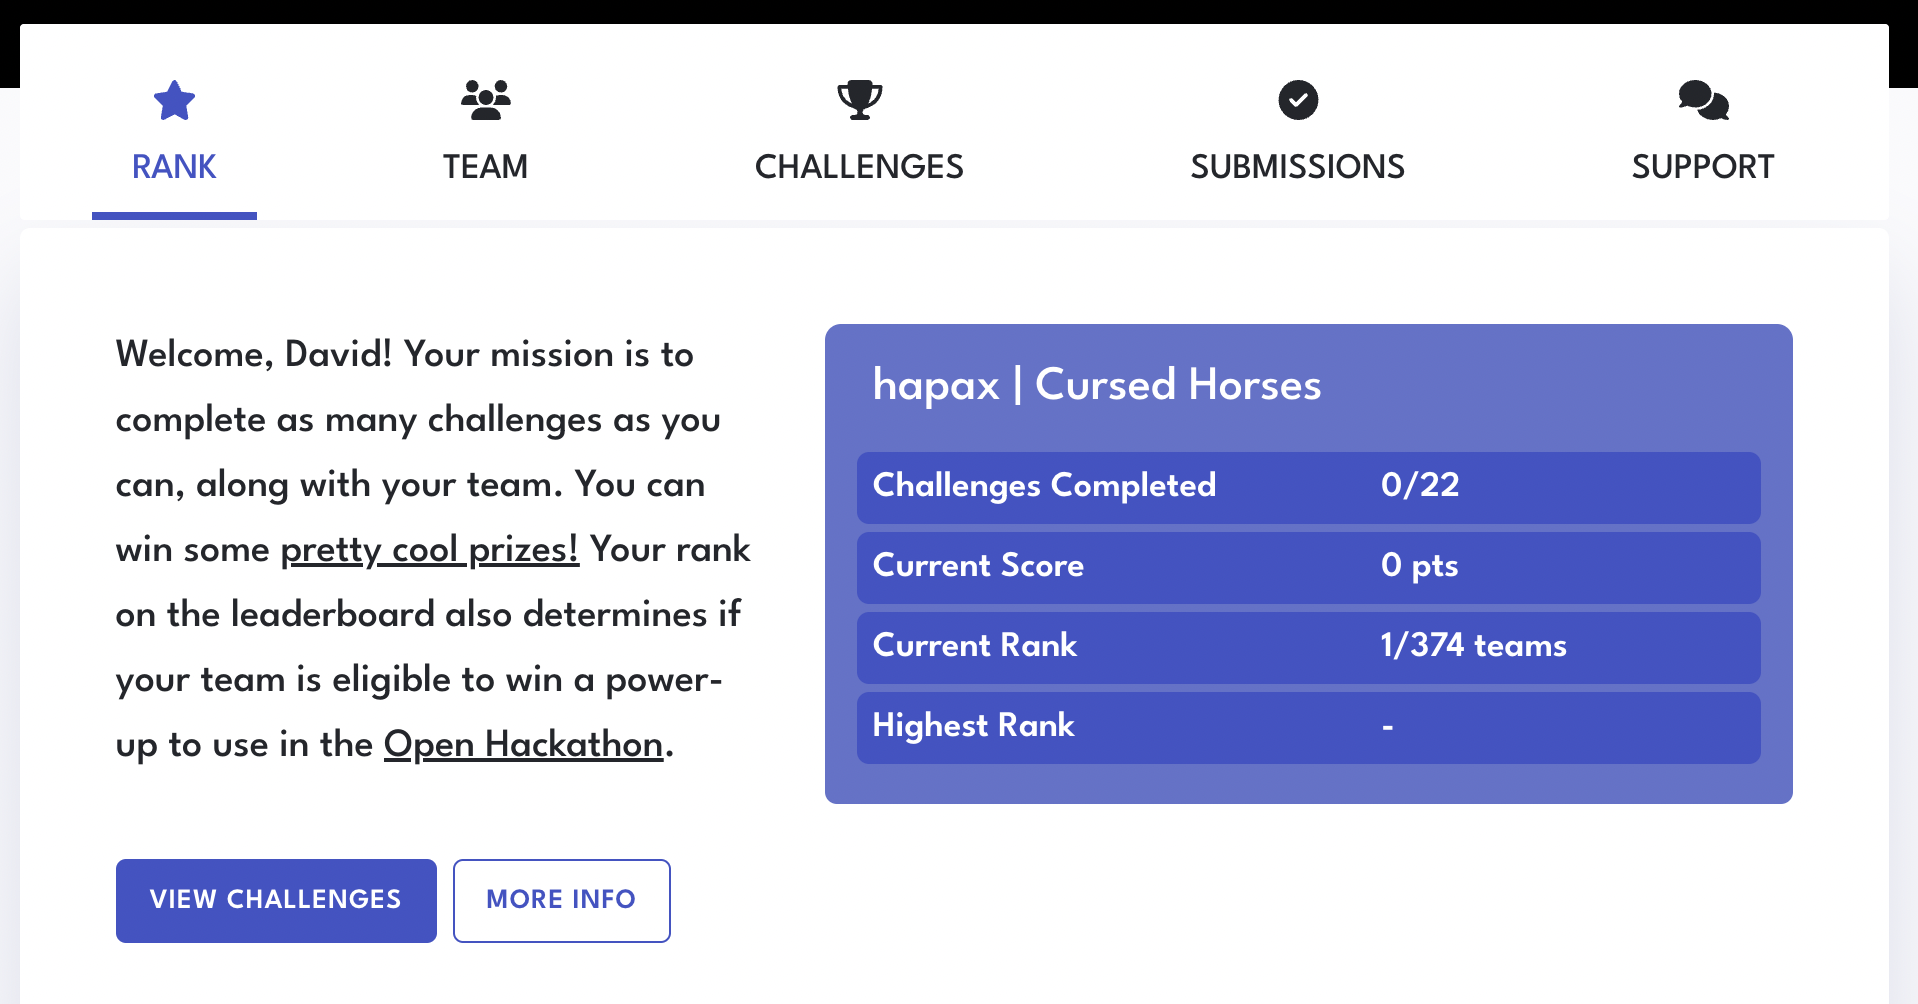 RANK
TEAM
CHALLENGES
SUBMISSIONS
SUPPORT
Welcome, David! Your mission is to
complete as many challenges as you
can, along with your team. You can
win some pretty cool prizes! Your rank
on the leaderboard also determines if
your team is eligible to win a power-
up to use in the Open Hackathon.
VIEW CHALLENGES
MORE INFO
hapax | Cursed Horses
Challenges Completed 0/22
Current Score 0 pts
Current Rank 1/374 teams
Highest Rank -